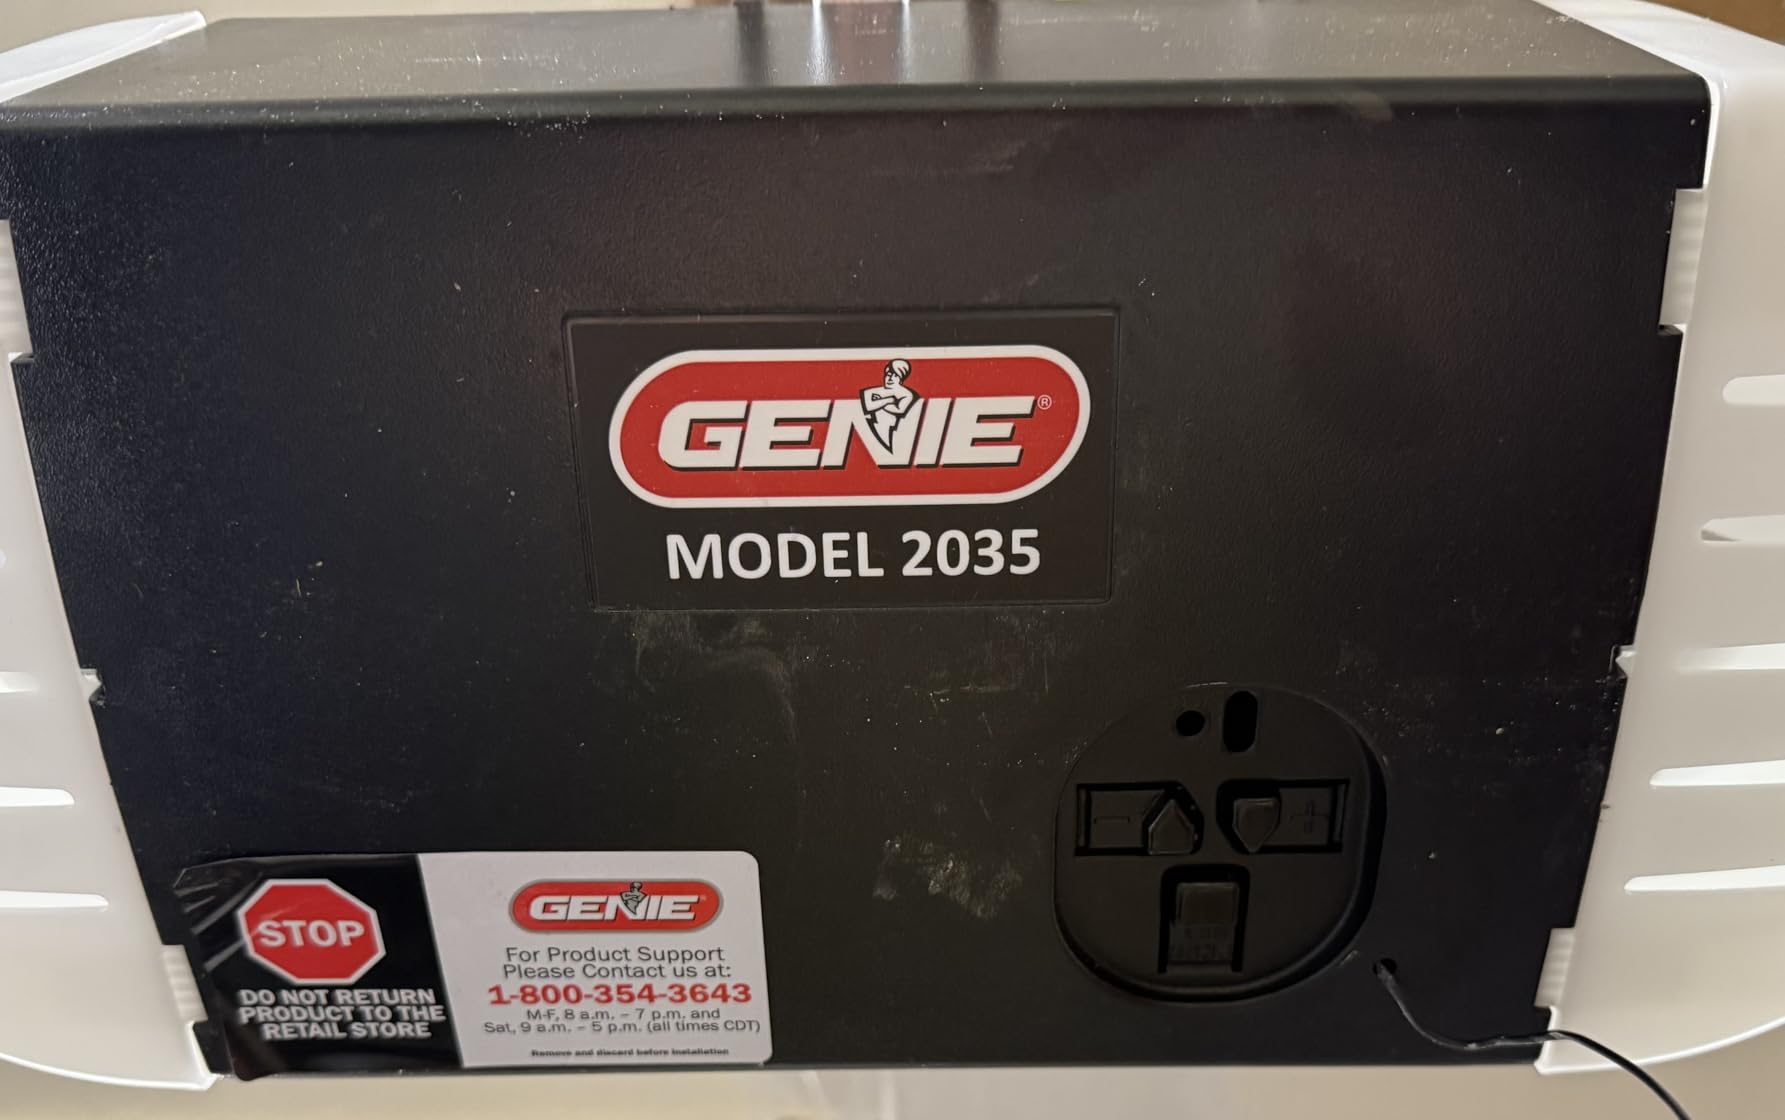 GENIE®
MODEL 2035
STOP
DO NOT RETURN
PRODUCT TO THE
RETAIL STORE
GENIE
For Product Support
Please Contact us at:
1-800-354-3643
M-F, 8 a.m. – 7 p.m. and
Sat, 9 a.m. – 5 p.m. (all times CDT)
Remove and discard before installation
- +